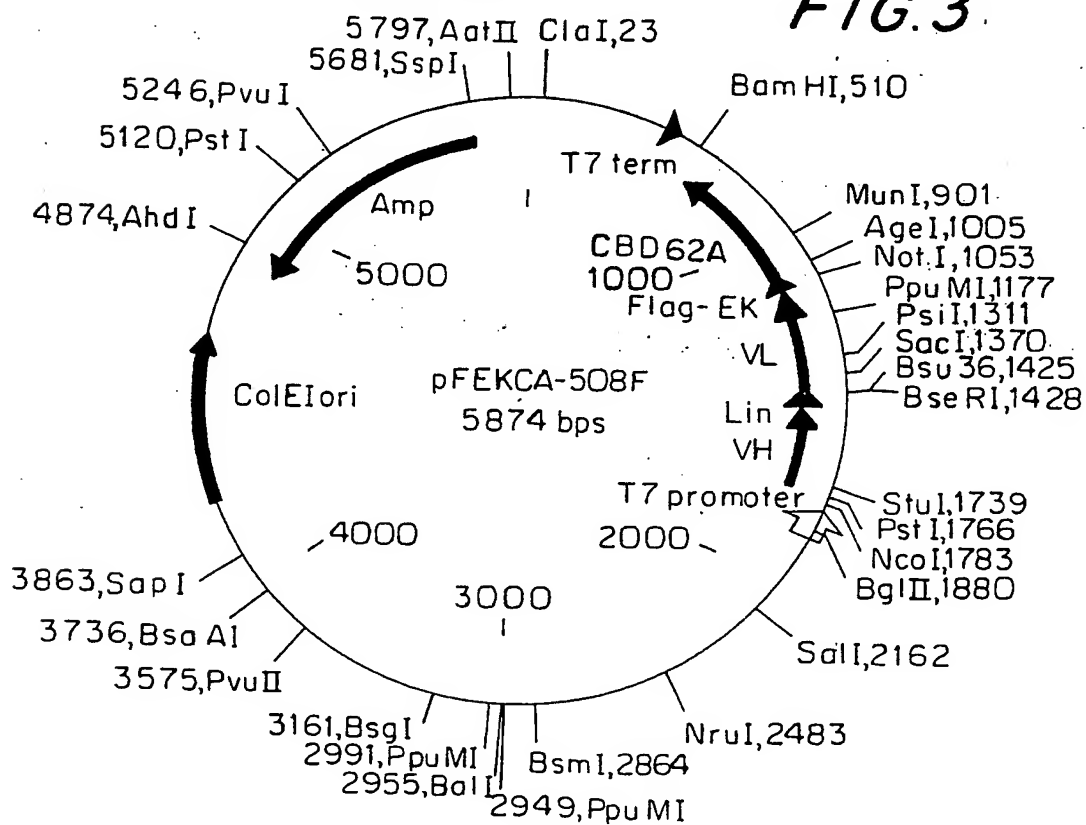 FIG. 3.
5797,AatII
ClaI,23
5681,SspI
5246,PvuI
5120,PstI
4874,AhdI
BamHI,510
T7 term
MunI,901
AgeI,1005
Not.I,1053
PpuMI,1177
PsiI,1311
SacI,1370
Bsu36,1425
BseRI,1428
Amp
5000
CBD62A
1000
Flag-EK
VL
ColEIori
pFEKCA-508F
5874 bps
Lin
VH
T7 promoter
StuI,1739
PstI,1766
NcoI,1783
BglII,1880
4000
2000
3000
3863,SapI
3736,BsaAI
3575,PvuII
SalI,2162
3161,BsgI
2991,PpuMI
2955,BalI
2949,PpuMI
BsmI,2864
NruI,2483